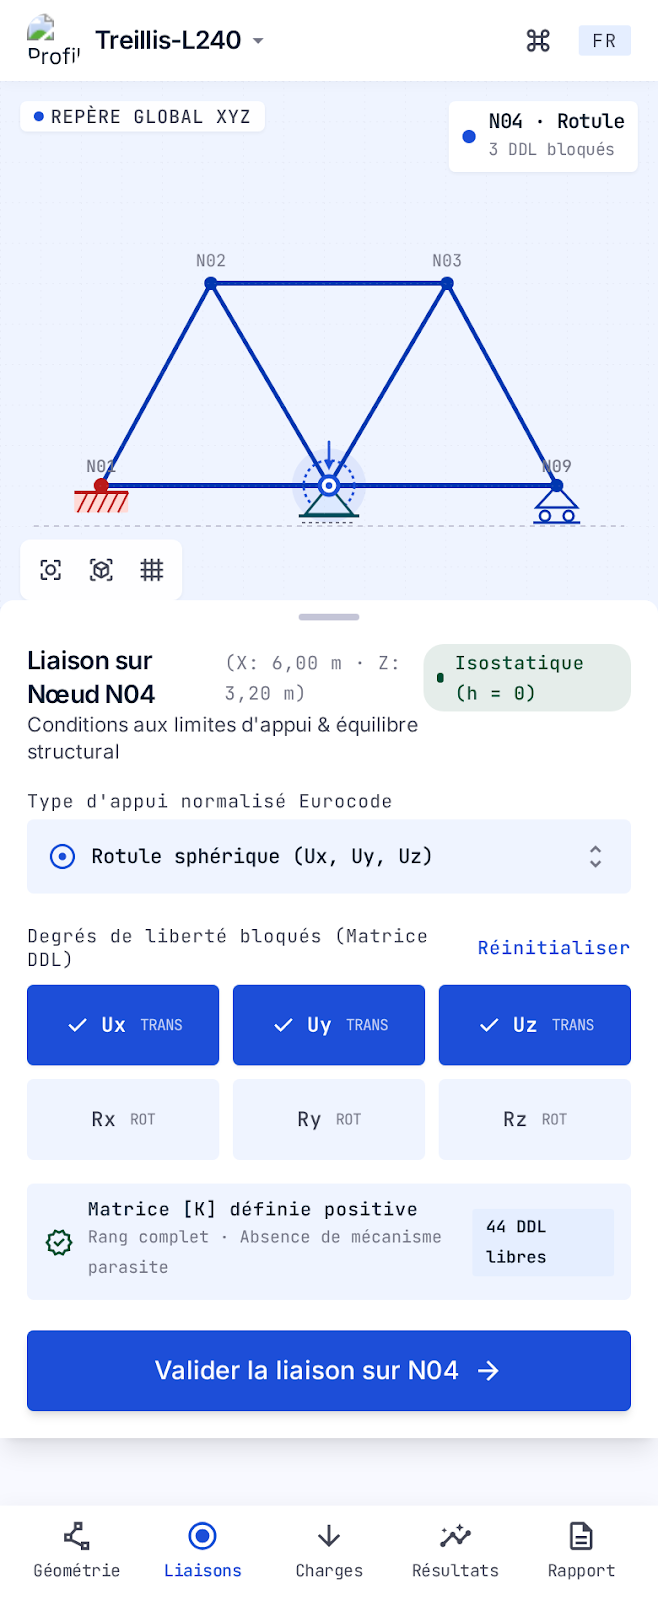 Profil
Treillis-L240
FR
REPÈRE GLOBAL XYZ
N04 · Rotule
3 DDL bloqués
N02
N03
N01
N09
Liaison sur
Nœud N04
(X: 6,00 m · Z:
3,20 m)
Isostatique
(h = 0)
Conditions aux limites d'appui & équilibre
structural
Type d'appui normalisé Eurocode
Rotule sphérique (Ux, Uy, Uz)
Degrés de liberté bloqués (Matrice
DDL)
Réinitialiser
Ux TRANS
Uy TRANS
Uz TRANS
Rx ROT
Ry ROT
Rz ROT
Matrice [K] définie positive
Rang complet · Absence de mécanisme
parasite
44 DDL
libres
Valider la liaison sur N04
Géométrie
Liaisons
Charges
Résultats
Rapport